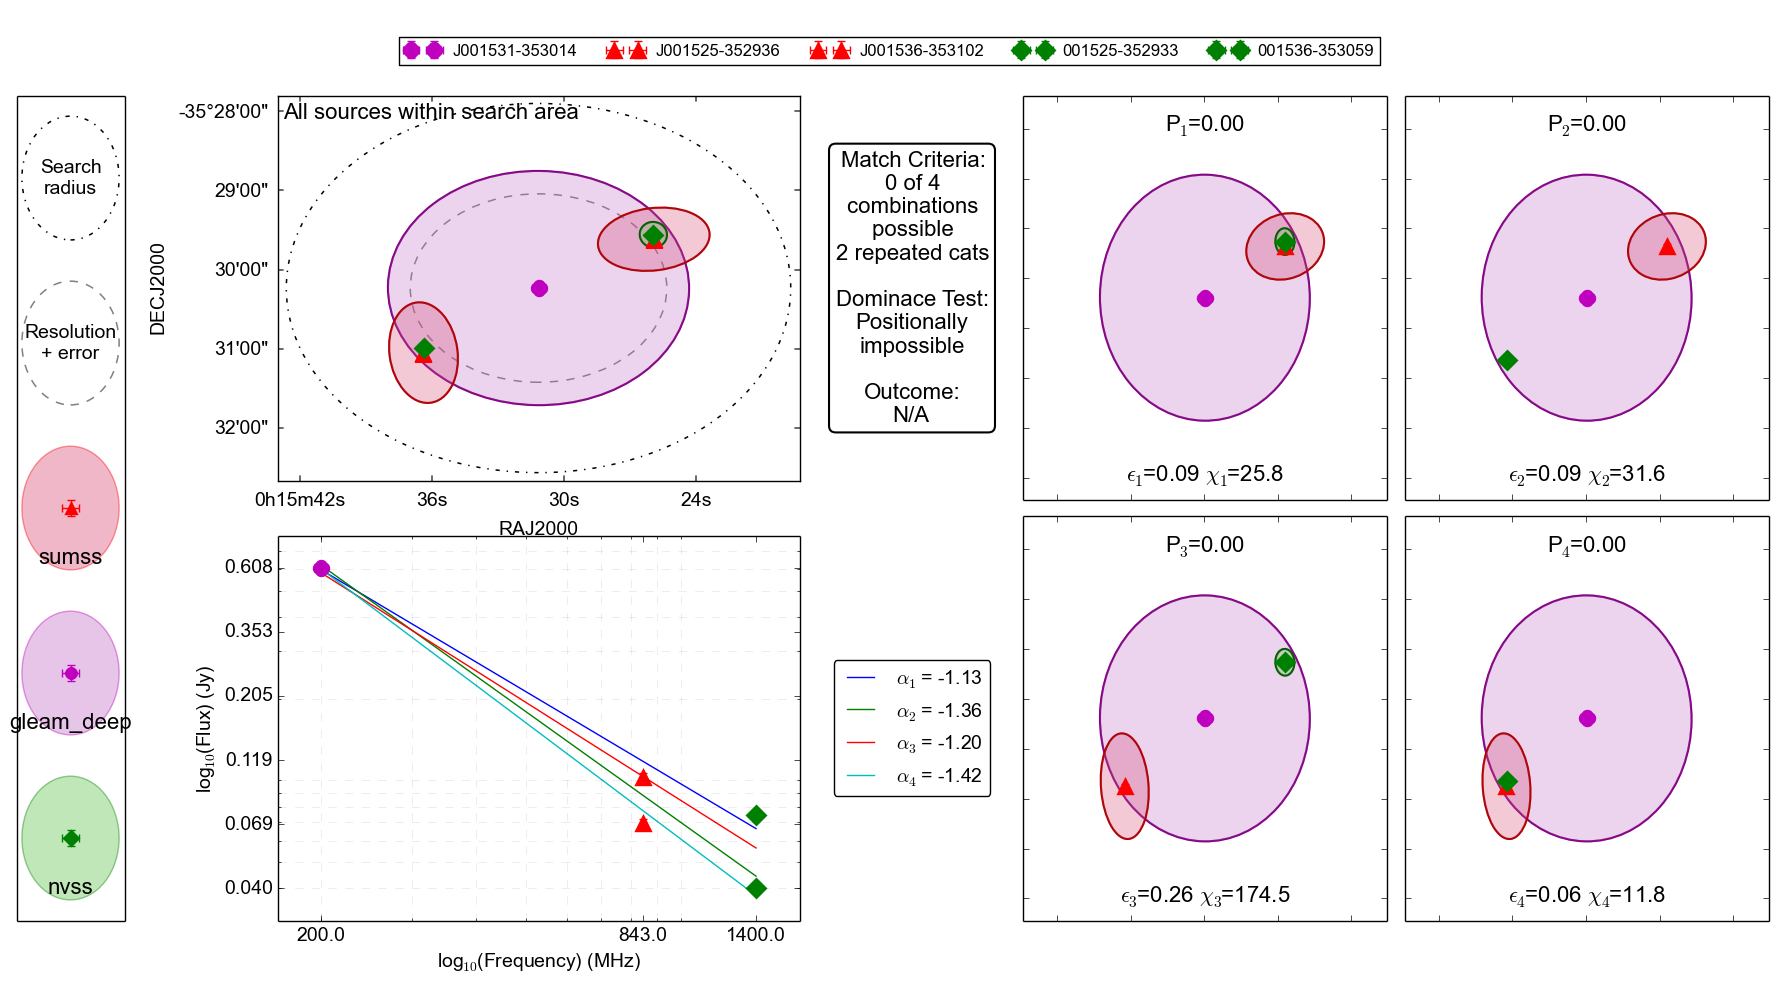 J001531-353014 J001525-352936 J001536-353102 001525-352933 001536-353059
Search
radius
Resolution
+ error
sumss
gleam_deep
nvss
All sources within search area
-35°28'00"
29'00"
30'00"
31'00"
32'00"
DECJ2000
0h15m42s 36s 30s 24s
RAJ2000
Match Criteria:
0 of 4
combinations
possible
2 repeated cats
Dominace Test:
Positionally
impossible
Outcome:
N/A
P₁=0.00
ϵ₁=0.09 χ₁=25.8
P₂=0.00
ϵ₂=0.09 χ₂=31.6
0.608
0.353
0.205
0.119
0.069
0.040
log₁₀(Flux) (Jy)
200.0 843.0 1400.0
log₁₀(Frequency) (MHz)
α₁ = -1.13
α₂ = -1.36
α₃ = -1.20
α₄ = -1.42
P₃=0.00
ϵ₃=0.26 χ₃=174.5
P₄=0.00
ϵ₄=0.06 χ₄=11.8